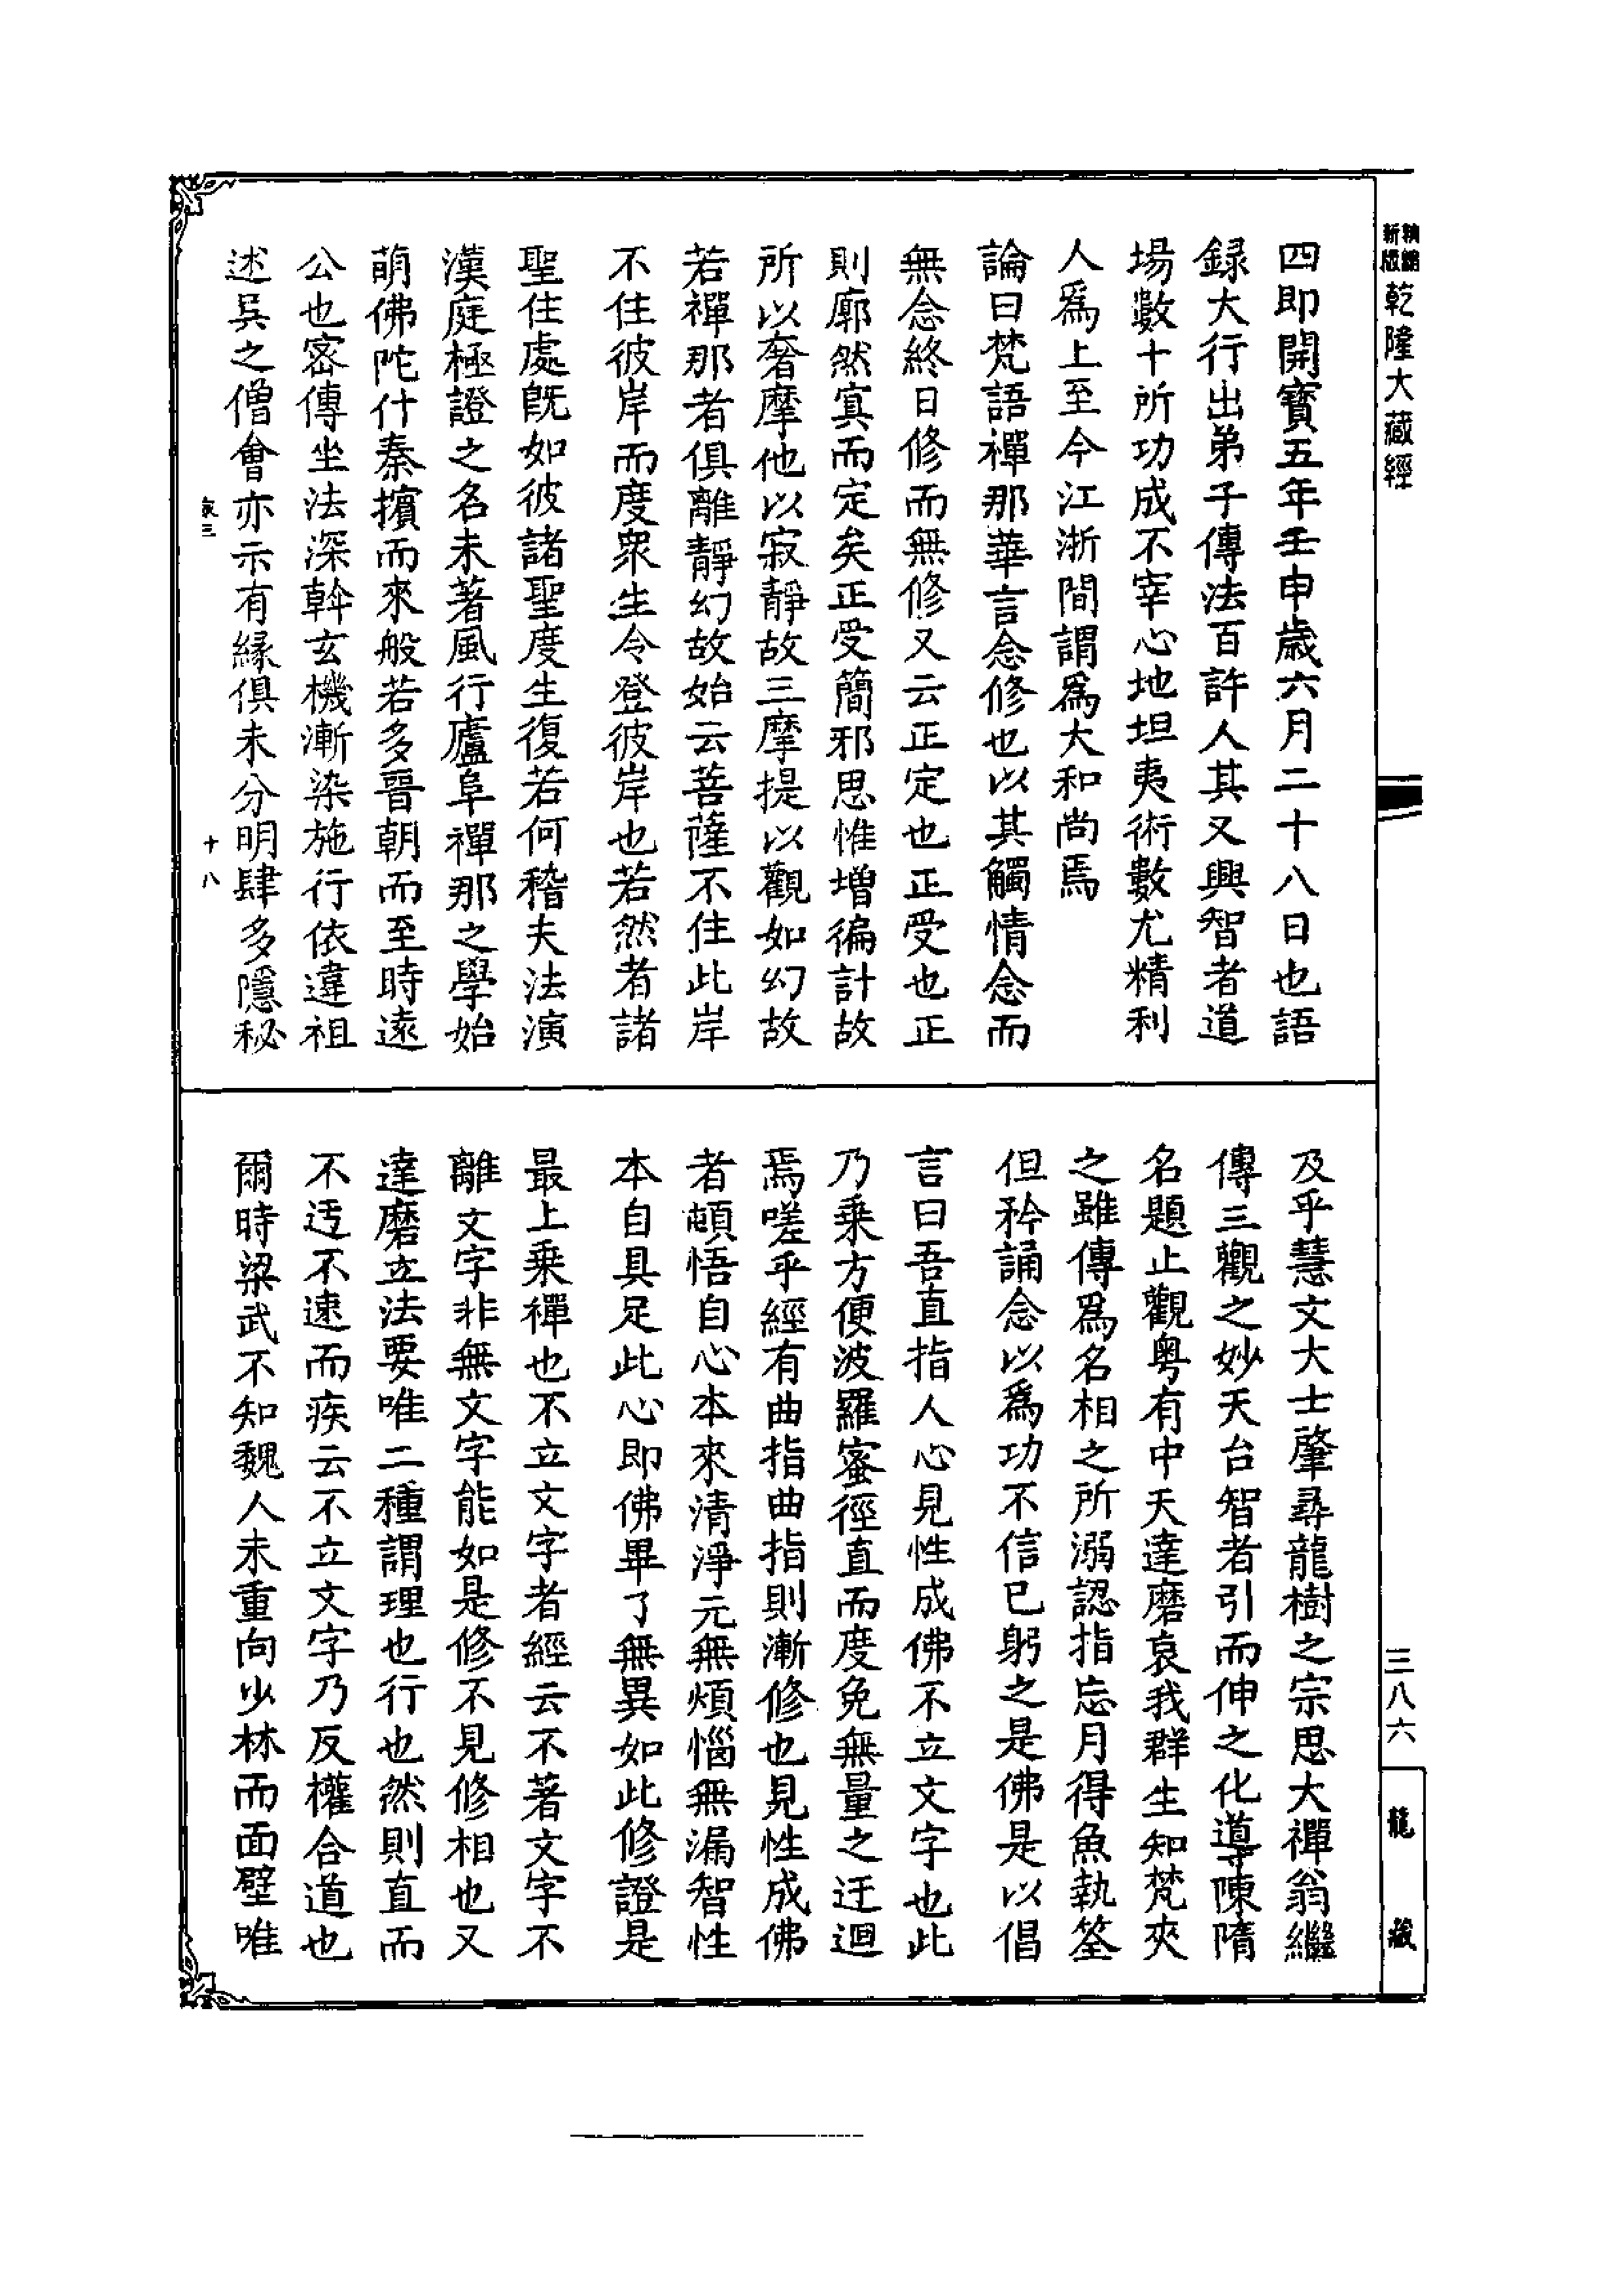 新版
精縮
乾隆大藏經
四即開寶五年壬申歲六月二十八日也語
録大行出弟子傳法百許人其又興智者道
場數十所功成不宰心地坦夷術數尤精利
人爲上至今江浙間謂爲大和尚焉
論曰梵語禪那華言念修也以其觸情念而
無念終日修而無修又云正定也正受也正
則廓然寘而定矣正受簡邪思惟增徧計故
所以奢摩他以寂靜故三摩提以觀如幻故
若禪那者俱離靜幻故始云菩薩不住此岸
不住彼岸而度衆生令登彼岸也若然者諸
聖住處旣如彼諸聖度生復若何稽夫法演
漢庭極證之名未著風行廬阜禪那之學始
萌佛陀什秦擯而來般若多晉朝而至時遠
公也密傳坐法深斡玄機漸染施行依違祖
述吳之僧會亦示有緣俱未分明肆多隱秘
十八
及乎慧文大士肇尋龍樹之宗思大禪翁繼
傳三觀之妙天台智者引而伸之化導陳隋
名題止觀粵有中天達磨哀我群生知梵夾
之雖傳爲名相之所溺認指忘月得魚執筌
但矜誦念以爲功不信已躬之是佛是以倡
言曰吾直指人心見性成佛不立文字也此
乃乘方便波羅蜜徑直而度免無量之迂迴
焉嗟乎經有曲指曲指則漸修也見性成佛
者頓悟自心本來清淨元無煩惱無漏智性
本自具足此心即佛畢了無異如此修證是
最上乘禪也不立文字者經云不著文字不
離文字非無文字能如是修不見修相也又
達磨立法要唯二種謂理也行也然則直而
不迂不速而疾云不立文字乃反權合道也
爾時梁武不知魏人未重向少林而面壁唯
三八六
龍藏